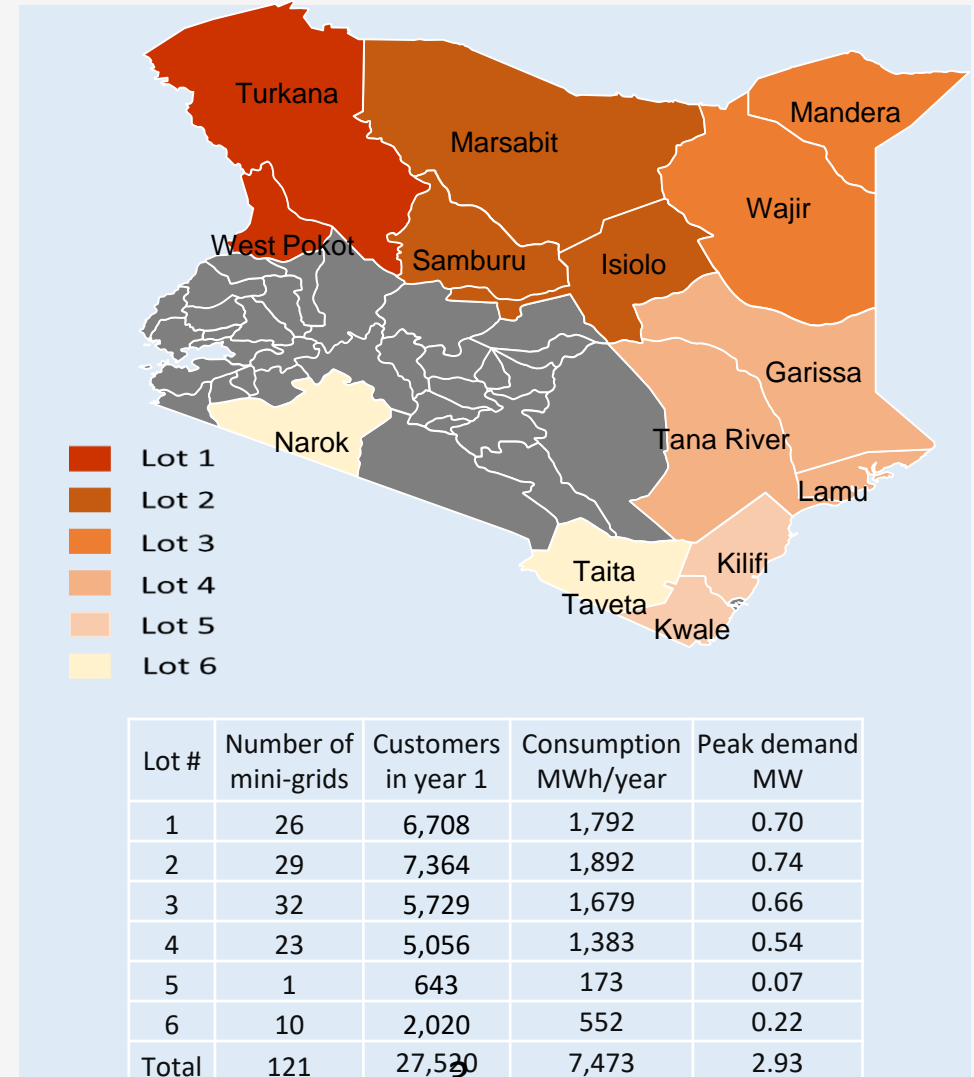 Turkana
Mandera
Marsabit
Wajir
West Pokot
Samburu
Isiolo
Garissa
Narok
Tana River
Lamu
Kilifi
Taita
Taveta
Kwale
Lot 1
Lot 2
Lot 3
Lot 4
Lot 5
Lot 6
Lot # Number of mini-grids Customers in year 1 Consumption MWh/year Peak demand MW
1 26 6,708 1,792 0.70
2 29 7,364 1,892 0.74
3 32 5,729 1,679 0.66
4 23 5,056 1,383 0.54
5 1 643 173 0.07
6 10 2,020 552 0.22
Total 121 27,520 7,473 2.93